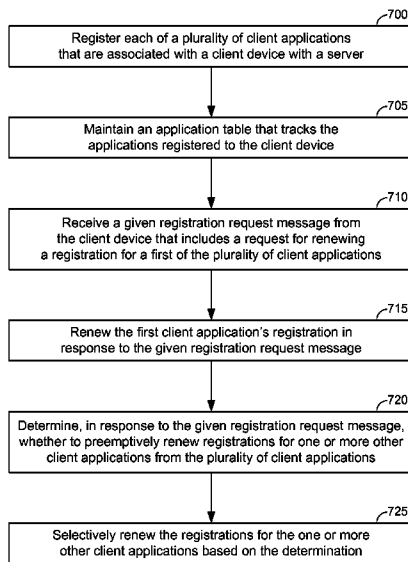 700
Register each of a plurality of client applications
that are associated with a client device with a server
705
Maintain an application table that tracks the
applications registered to the client device
710
Receive a given registration request message from
the client device that includes a request for renewing
a registration for a first of the plurality of client applications
715
Renew the first client application's registration in
response to the given registration request message
720
Determine, in response to the given registration request message,
whether to preemptively renew registrations for one or more other
client applications from the plurality of client applications
725
Selectively renew the registrations for the one or more
other client applications based on the determination